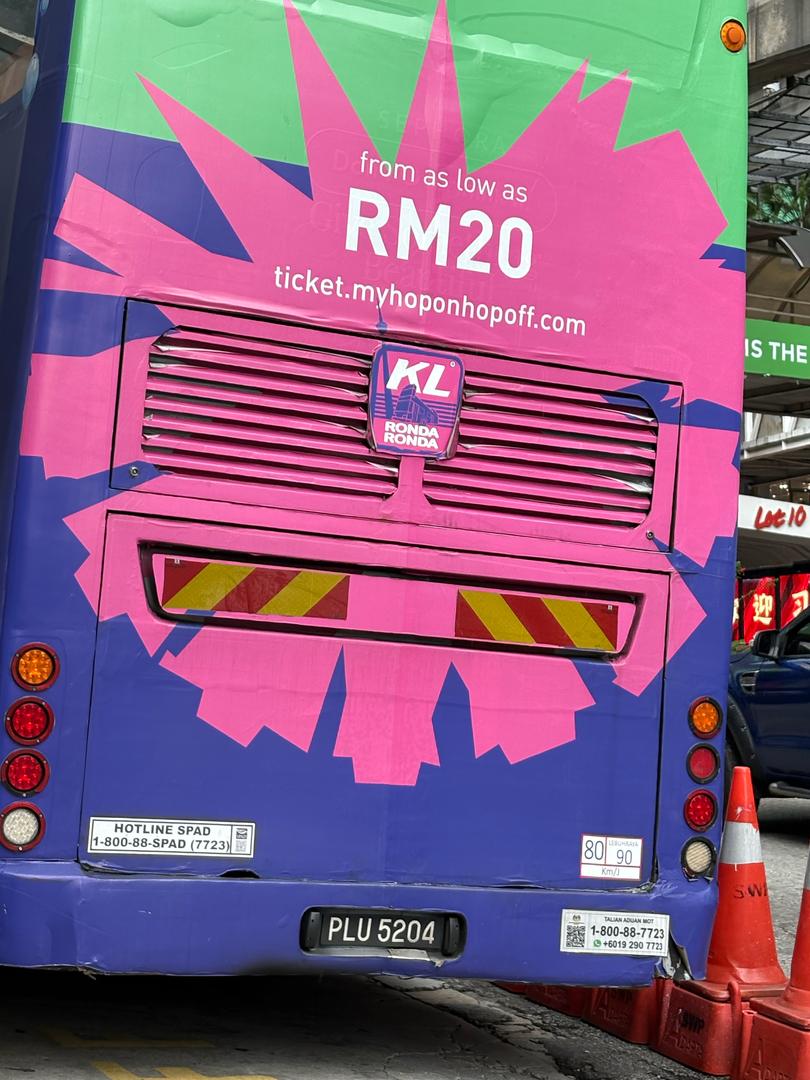 from as low as
RM20
ticket.myhoponhopoff.com
KL
RONDA
RONDA
IS THE
Lot 10
迎
HOTLINE SPAD
1-800-88-SPAD (7723)
80
LEBUHRAYA
90
Km/J
PLU 5204
TALIAN ADUAN MOT
1-800-88-7723
+6019 290 7723
SWP